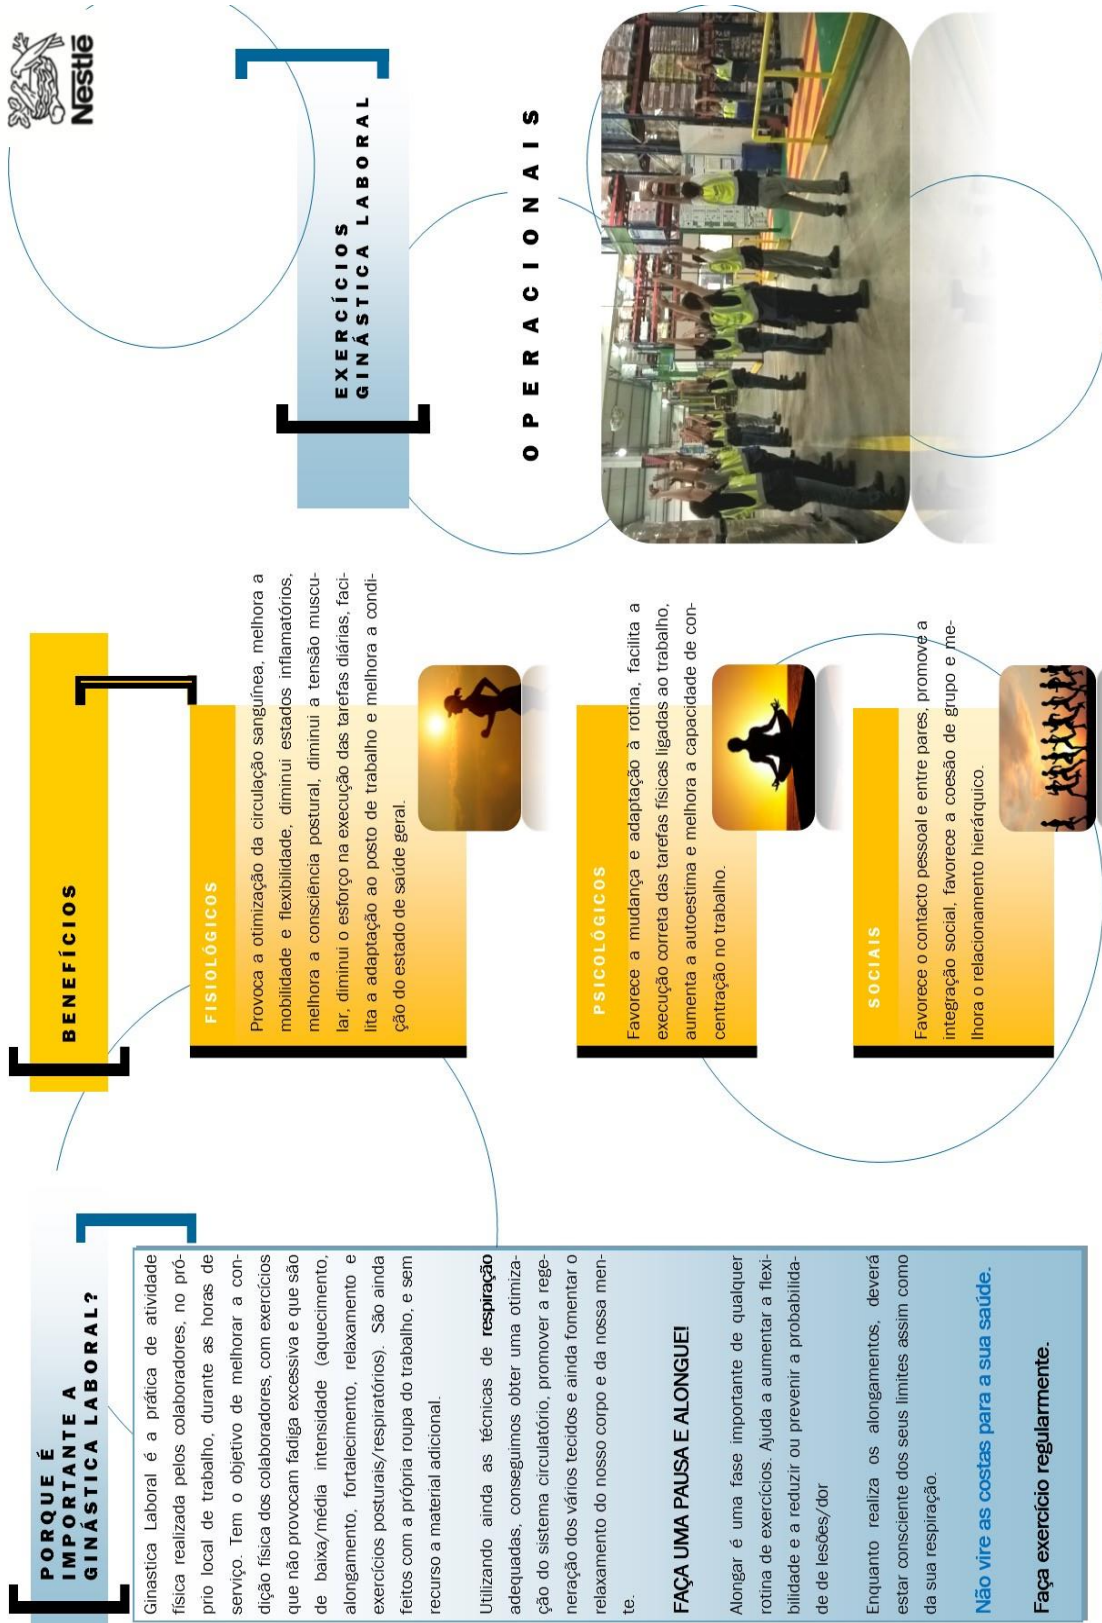 PORQUE É
IMPORTANTE A
GINÁSTICA LABORAL?
Ginastica Laboral é a prática de atividade
física realizada pelos colaboradores, no pró-
prio local de trabalho, durante as horas de
serviço. Tem o objetivo de melhorar a con-
dição física dos colaboradores, com exercícios
que não provocam fadiga excessiva e que são
de baixa/média intensidade (aquecimento,
alongamento, fortalecimento, relaxamento e
exercícios posturais/respiratórios). São ainda
feitos com a própria roupa do trabalho, e sem
recurso a material adicional.
Utilizando ainda as técnicas de respiração
adequadas, conseguimos obter uma otimiza-
ção do sistema circulatório, promover a rege-
neração dos vários tecidos e ainda fomentar o
relaxamento do nosso corpo e da nossa men-
te.
FAÇA UMA PAUSA E ALONGUE!
Alongar é uma fase importante de qualquer
rotina de exercícios. Ajuda a aumentar a flexi-
bilidade e a reduzir ou prevenir a probabilida-
de de lesões/dor
Enquanto realiza os alongamentos, deverá
estar consciente dos seus limites assim como
da sua respiração.
Não vire as costas para a sua saúde.
Faça exercício regularmente.
BENEFÍCIOS
FISIOLÓGICOS
Provoca a otimização da circulação sanguínea, melhora a
mobilidade e flexibilidade, diminui estados inflamatórios,
melhora a consciência postural, diminui a tensão muscu-
lar, diminui o esforço na execução das tarefas diárias, faci-
lita a adaptação ao posto de trabalho e melhora a condi-
ção do estado de saúde geral.
PSICOLÓGICOS
Favorece a mudança e adaptação à rotina, facilita a
execução correta das tarefas físicas ligadas ao trabalho,
aumenta a autoestima e melhora a capacidade de con-
centração no trabalho.
SOCIAIS
Favorece o contacto pessoal e entre pares, promove a
integração social, favorece a coesão de grupo e me-
lhora o relacionamento hierárquico.
Nestlé
EXERCÍCIOS
GINÁSTICA LABORAL
OPERACIONAIS